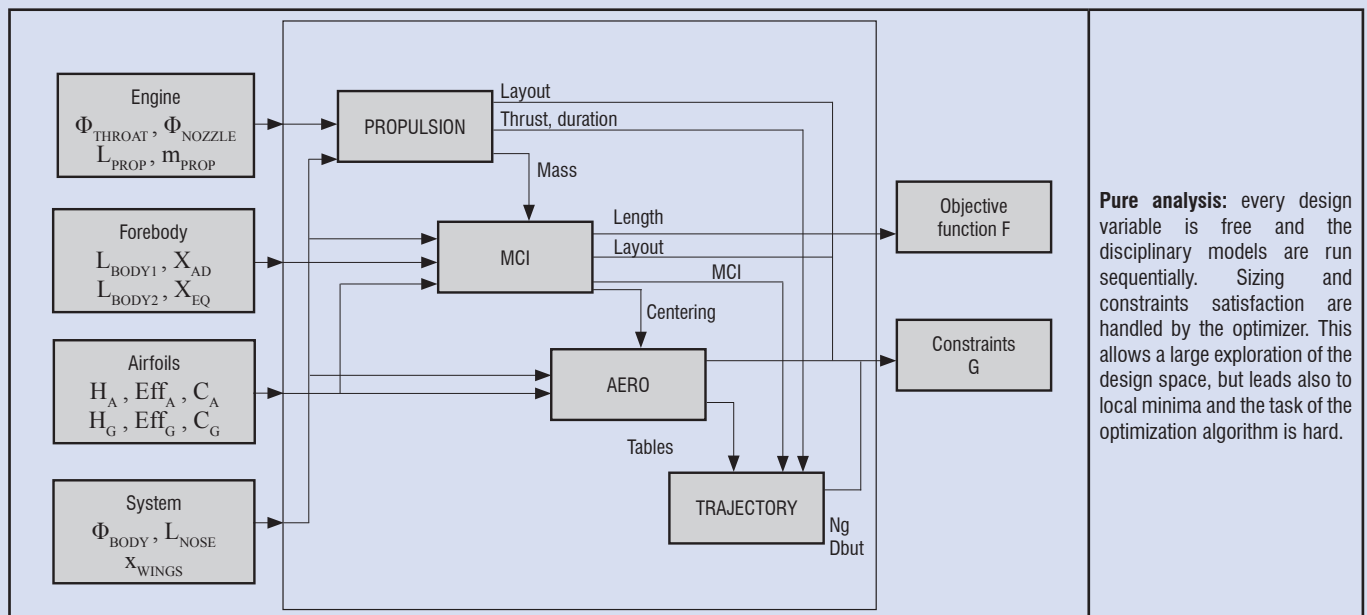 Engine
Φ_THROAT , Φ_NOZZLE
L_PROP , m_PROP
Forebody
L_BODY1 , X_AD
L_BODY2 , X_EQ
Airfoils
H_A , Eff_A , C_A
H_G , Eff_G , C_G
System
Φ_BODY , L_NOSE
x_WINGS
PROPULSION
Layout
Thrust, duration
Mass
MCI
Length
Layout
MCI
Centering
AERO
Tables
TRAJECTORY
Ng
Dbut
Objective
function F
Constraints
G
Pure analysis: every design
variable is free and the
disciplinary models are run
sequentially. Sizing and
constraints satisfaction are
handled by the optimizer. This
allows a large exploration of the
design space, but leads also to
local minima and the task of the
optimization algorithm is hard.